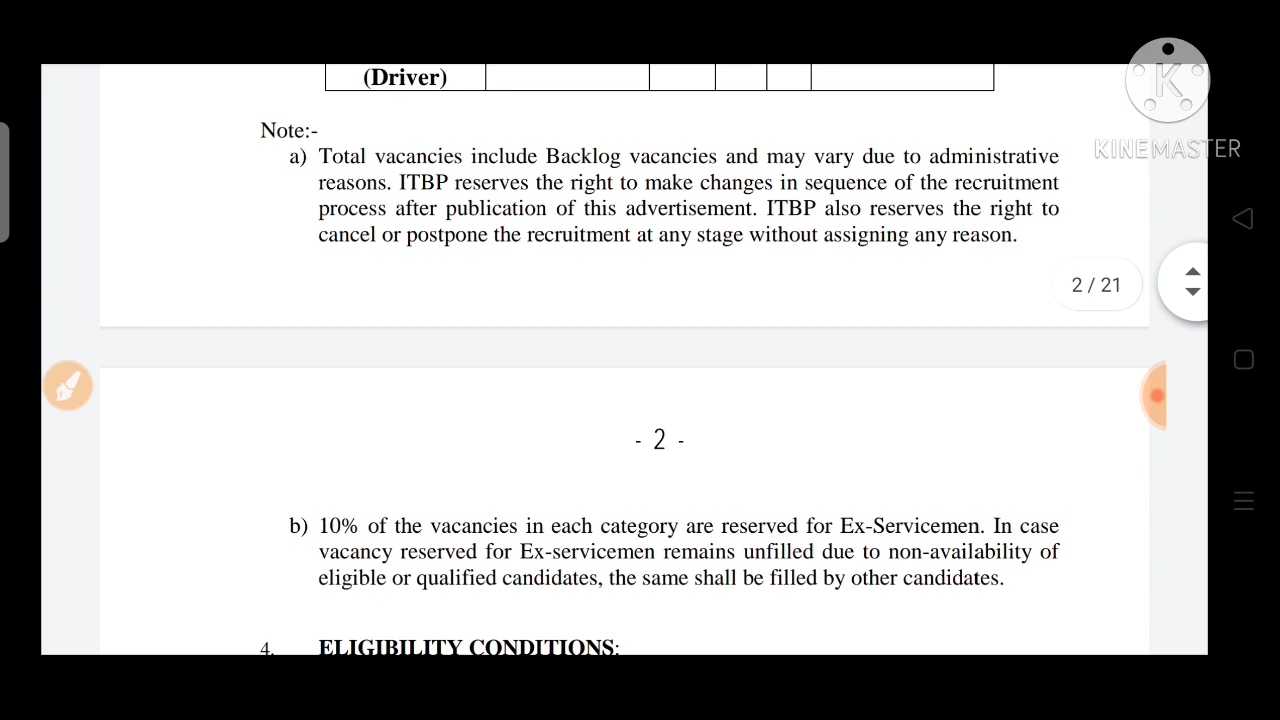 (Driver)
K
KINEMASTER
Note:-
a) Total vacancies include Backlog vacancies and may vary due to administrative
reasons. ITBP reserves the right to make changes in sequence of the recruitment
process after publication of this advertisement. ITBP also reserves the right to
cancel or postpone the recruitment at any stage without assigning any reason.
2 / 21
- 2 -
b) 10% of the vacancies in each category are reserved for Ex-Servicemen. In case
vacancy reserved for Ex-servicemen remains unfilled due to non-availability of
eligible or qualified candidates, the same shall be filled by other candidates.
4. ELIGIBILITY CONDITIONS: